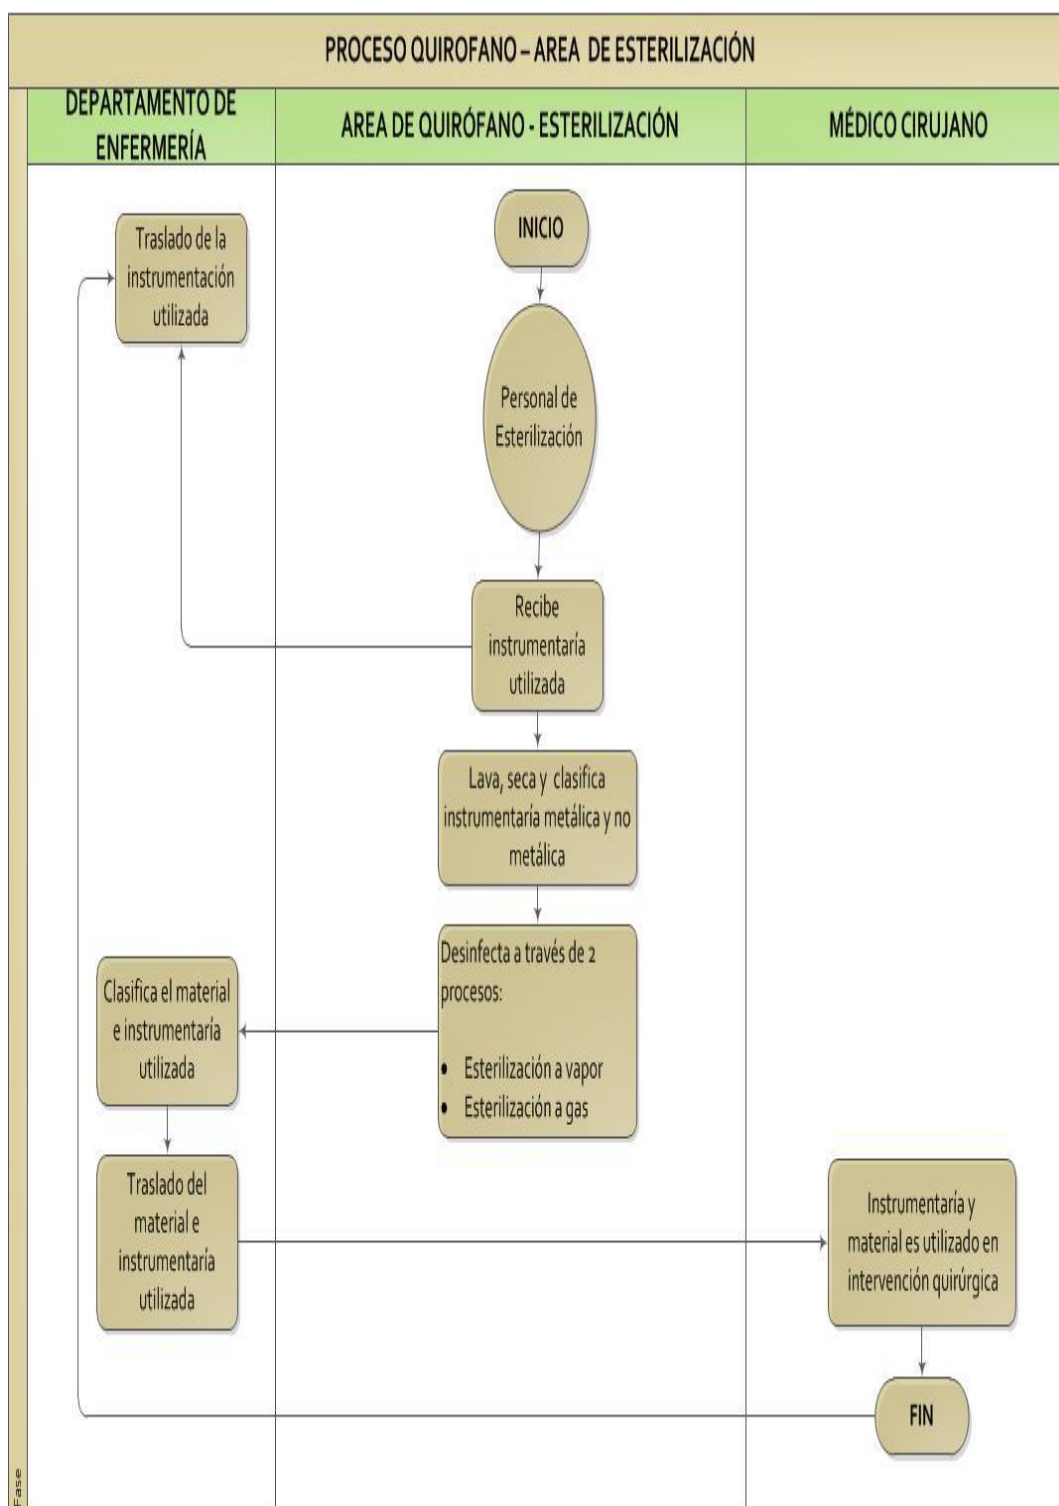 PROCESO QUIROFANO – AREA DE ESTERILIZACIÓN
DEPARTAMENTO DE
ENFERMERÍA
AREA DE QUIRÓFANO - ESTERILIZACIÓN
MÉDICO CIRUJANO
Traslado de la
instrumentación
utilizada
INICIO
Personal de
Esterilización
Recibe
instrumentaría
utilizada
Lava, seca y clasifica
instrumentaría metálica y no
metálica
Desinfecta a través de 2
procesos:
• Esterilización a vapor
• Esterilización a gas
Clasifica el material
e instrumentaría
utilizada
Traslado del
material e
instrumentaría
utilizada
Instrumentaría y
material es utilizado en
intervención quirúrgica
FIN
Fase